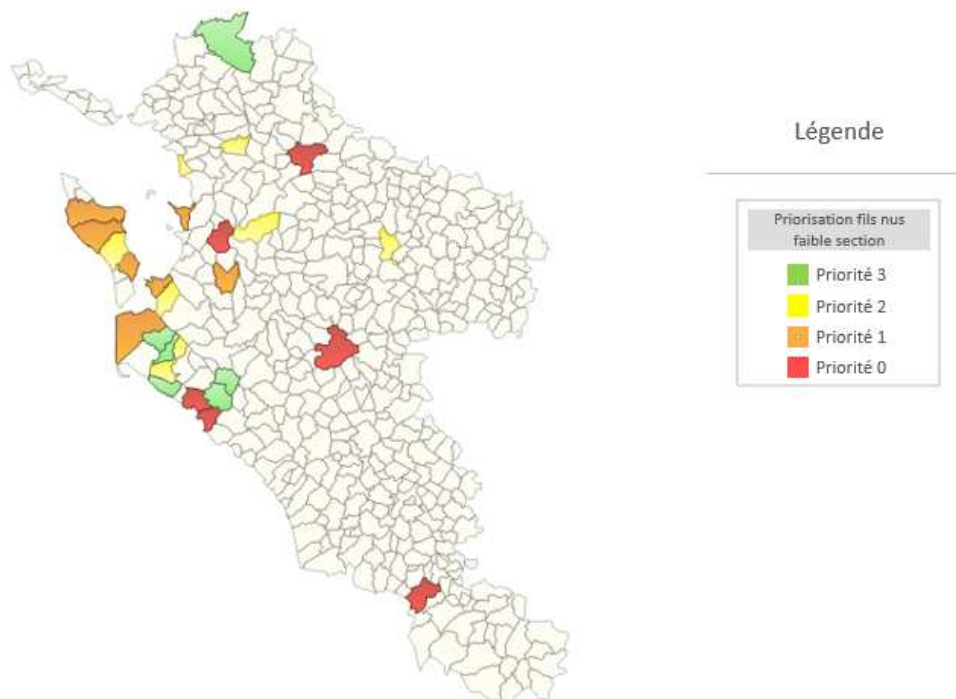 Légende
Priorisation fils nus
faible section
Priorité 3
Priorité 2
Priorité 1
Priorité 0